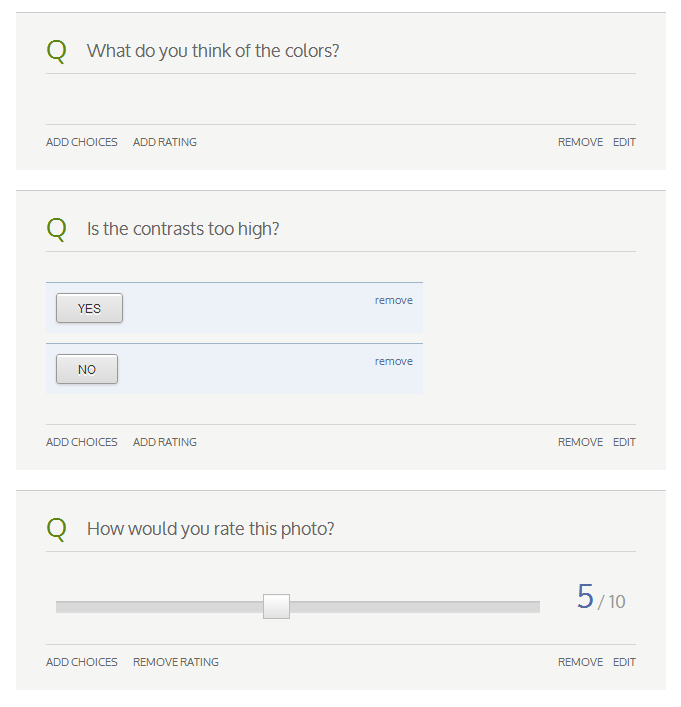 Q What do you think of the colors?
ADD CHOICES ADD RATING REMOVE EDIT
Q Is the contrasts too high?
YES remove
NO remove
ADD CHOICES ADD RATING REMOVE EDIT
Q How would you rate this photo?
5 / 10
ADD CHOICES REMOVE RATING REMOVE EDIT